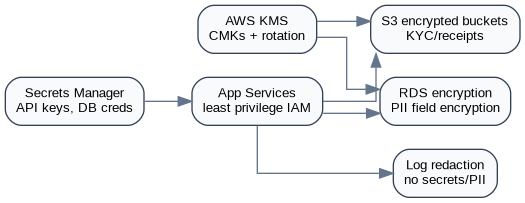 AWS KMS
CMKs + rotation
S3 encrypted buckets
KYC/receipts
Secrets Manager
API keys, DB creds
App Services
least privilege IAM
RDS encryption
PII field encryption
Log redaction
no secrets/PII